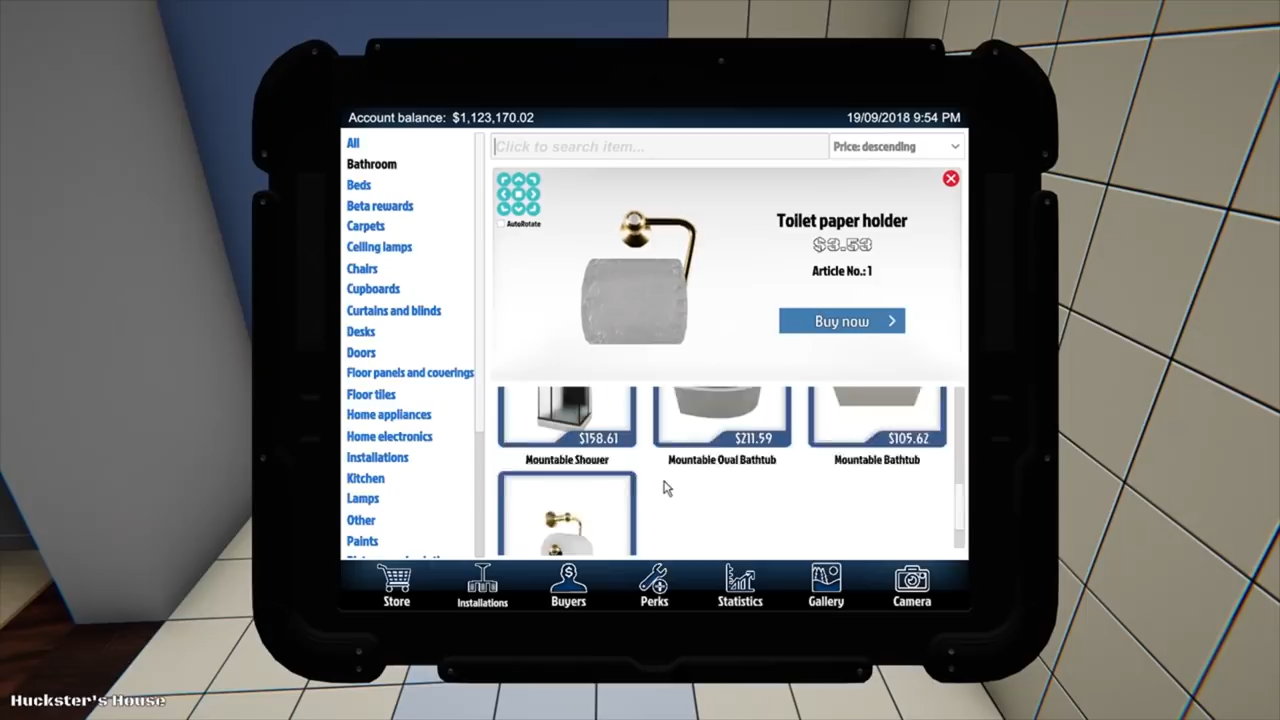 Account balance: $1,123,170.02
19/09/2018 9:54 PM
All
Bathroom
Beds
Beta rewards
Carpets
Ceiling lamps
Chairs
Cupboards
Curtains and blinds
Desks
Doors
Floor panels and coverings
Floor tiles
Home appliances
Home electronics
Installations
Kitchen
Lamps
Other
Paints
Click to search item...
Price: descending
AutoRotate
Toilet paper holder
$3.53
Article No.: 1
Buy now
$158.61
$211.59
$105.62
Mountable Shower
Mountable Oval Bathtub
Mountable Bathtub
Store
Installations
Buyers
Perks
Statistics
Gallery
Camera
Huckster's House